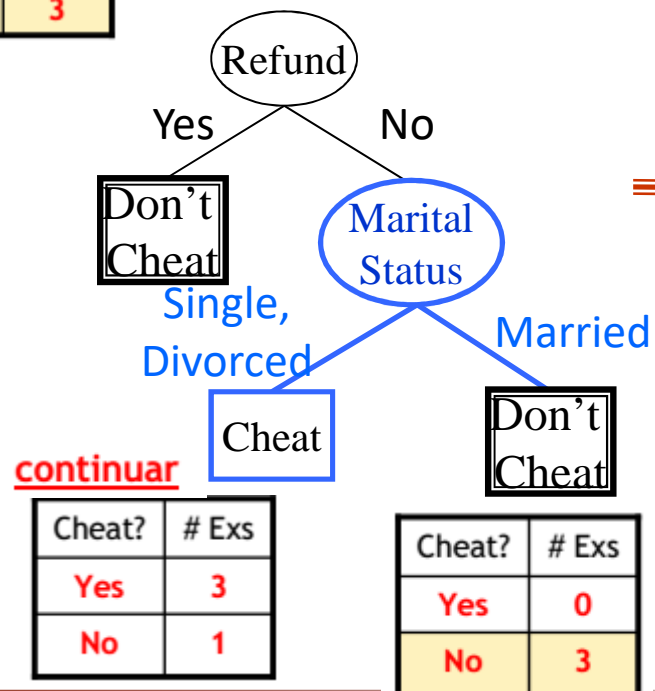 3
Refund
Yes No
Don't
Cheat
Marital
Status
Single,
Divorced
Married
Cheat
Don't
Cheat
continuar
Cheat? # Exs
Yes 3
No 1
Cheat? # Exs
Yes 0
No 3